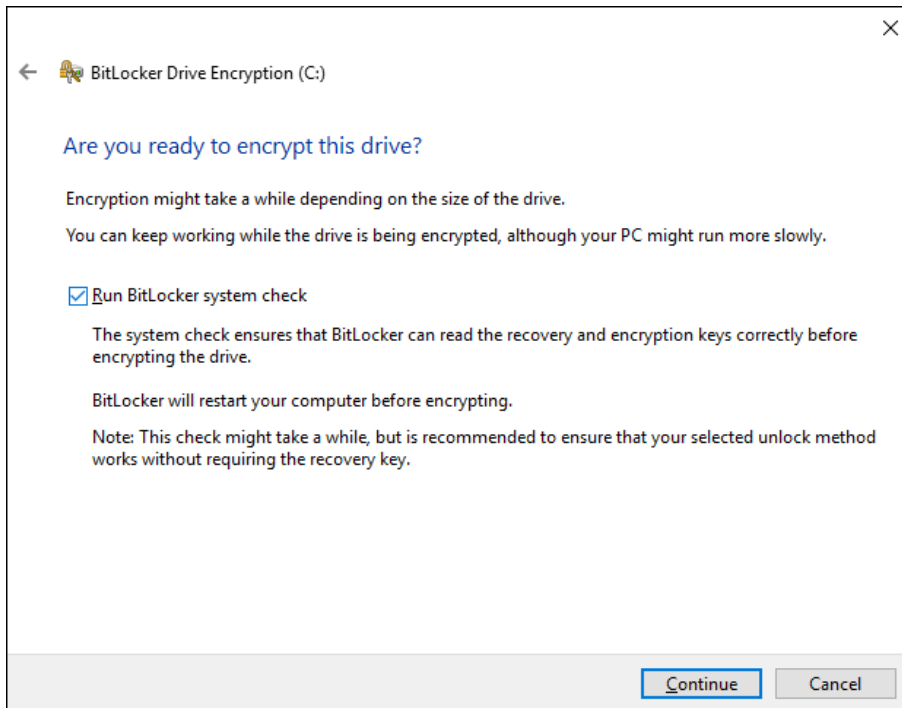 BitLocker Drive Encryption (C:)
Are you ready to encrypt this drive?
Encryption might take a while depending on the size of the drive.
You can keep working while the drive is being encrypted, although your PC might run more slowly.
Run BitLocker system check
The system check ensures that BitLocker can read the recovery and encryption keys correctly before
encrypting the drive.
BitLocker will restart your computer before encrypting.
Note: This check might take a while, but is recommended to ensure that your selected unlock method
works without requiring the recovery key.
Continue
Cancel